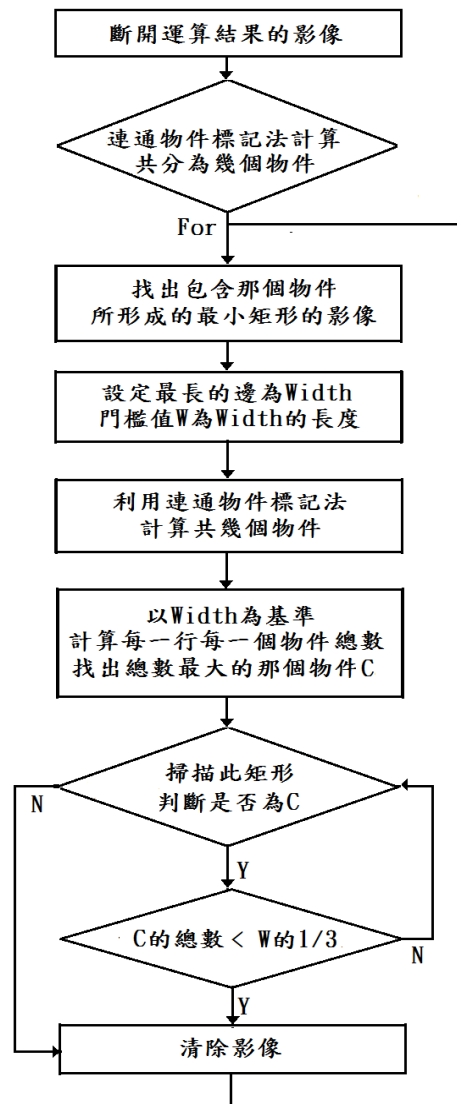 斷開運算結果的影像
連通物件標記法計算
共分為幾個物件
For
找出包含那個物件
所形成的最小矩形的影像
設定最長的邊為Width
門檻值W為Width的長度
利用連通物件標記法
計算共幾個物件
以Width為基準
計算每一行每一個物件總數
找出總數最大的那個物件C
掃描此矩形
判斷是否為C
N
Y
C的總數 < W的1/3
N
Y
清除影像